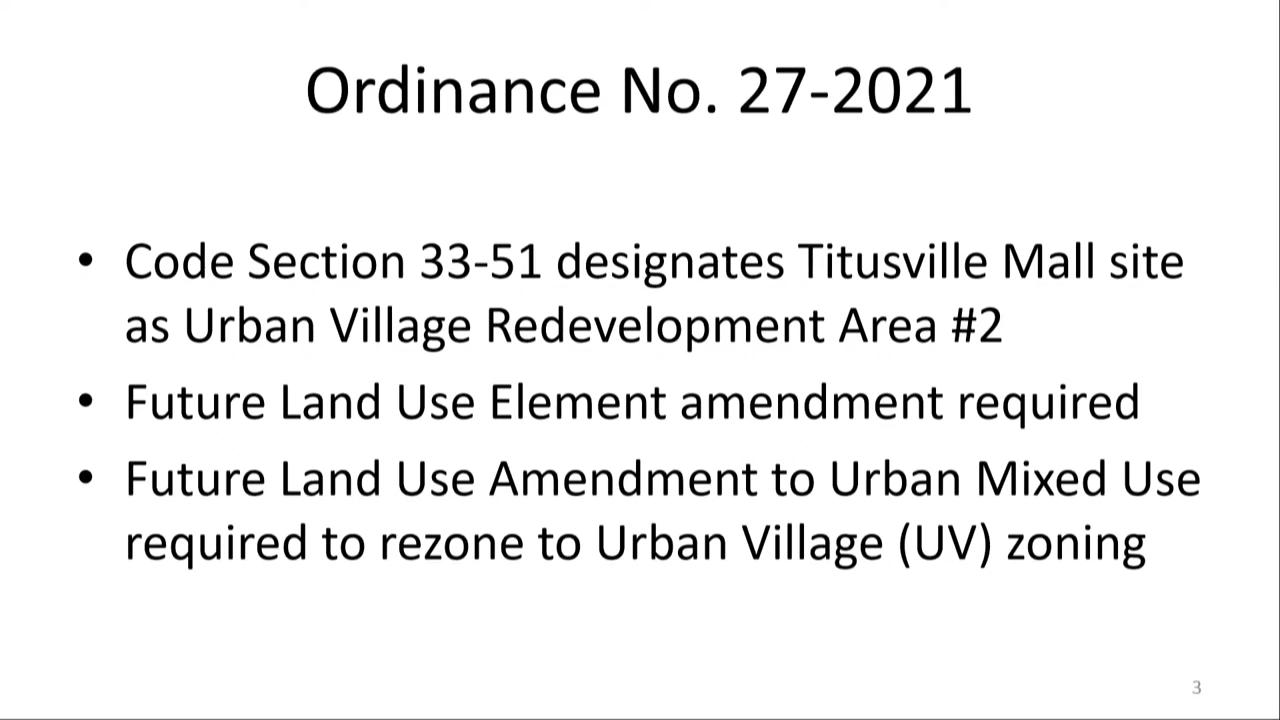 Ordinance No. 27-2021
• Code Section 33-51 designates Titusville Mall site
as Urban Village Redevelopment Area #2
• Future Land Use Element amendment required
• Future Land Use Amendment to Urban Mixed Use
required to rezone to Urban Village (UV) zoning
3